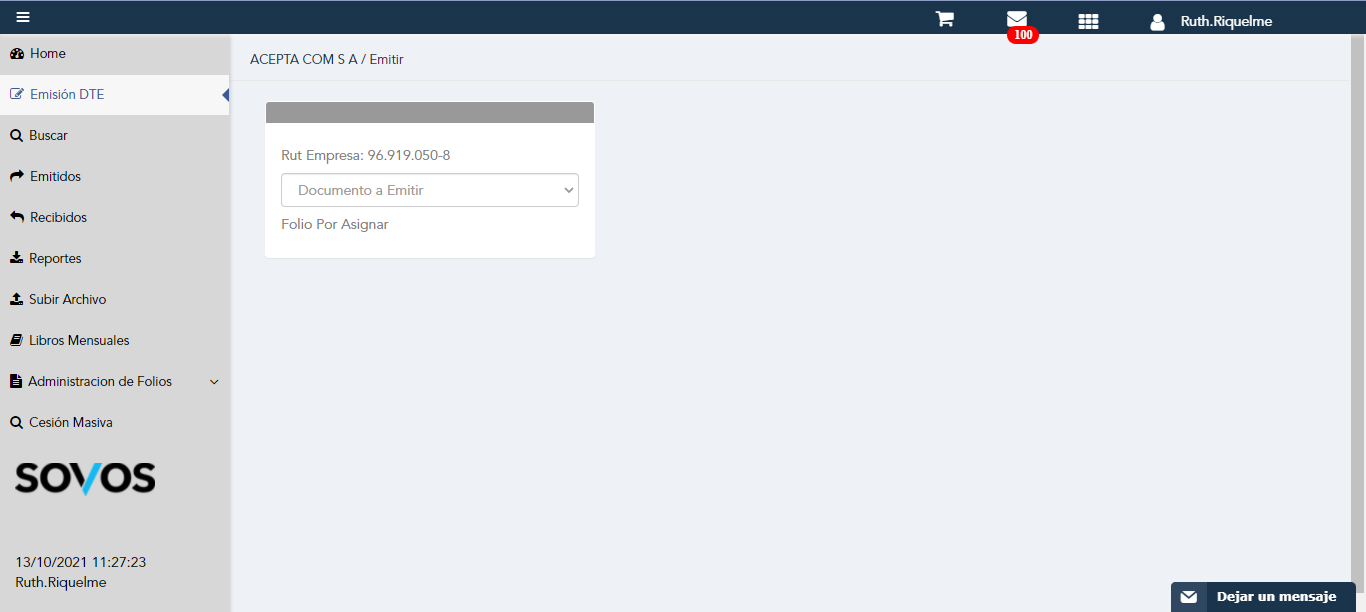 100
Ruth.Riquelme
Home
Emisión DTE
Buscar
Emitidos
Recibidos
Reportes
Subir Archivo
Libros Mensuales
Administracion de Folios
Cesión Masiva
SOVOS
13/10/2021 11:27:23
Ruth.Riquelme
ACEPTA COM S A / Emitir
Rut Empresa: 96.919.050-8
Documento a Emitir
Folio Por Asignar
Dejar un mensaje